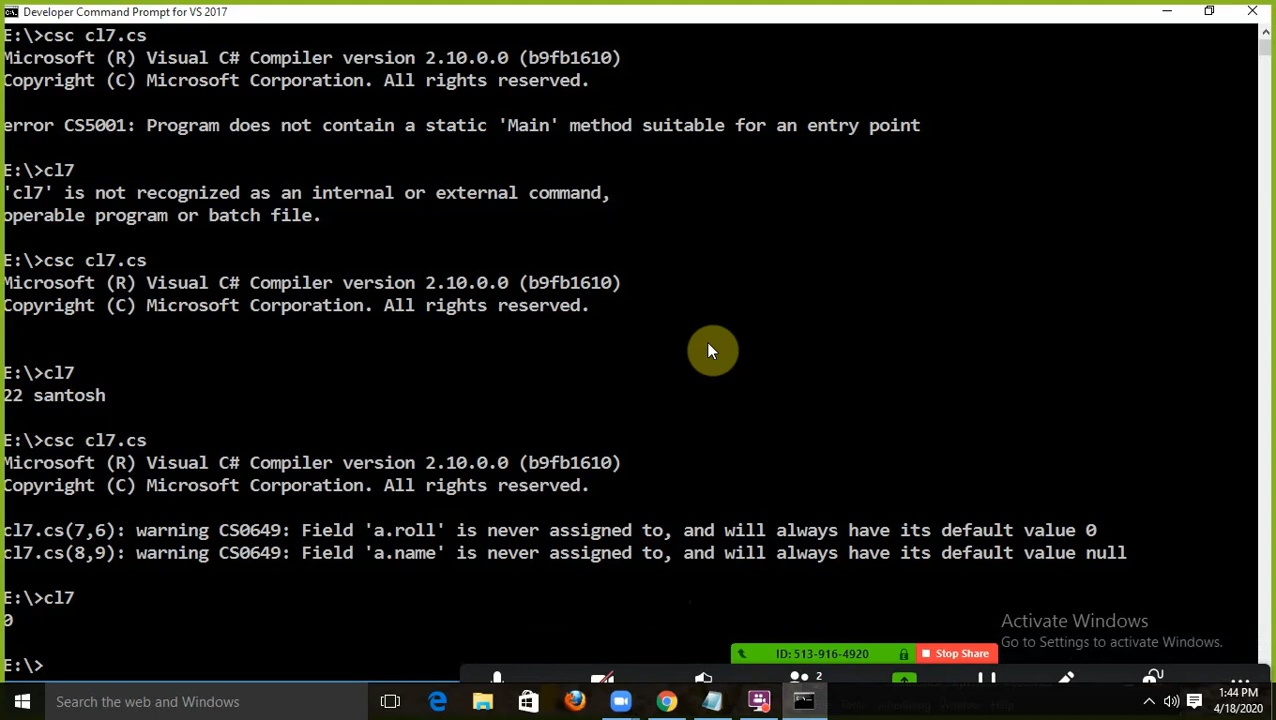 Developer Command Prompt for VS 2017
E:\>csc cl7.cs
Microsoft (R) Visual C# Compiler version 2.10.0.0 (b9fb1610)
Copyright (C) Microsoft Corporation. All rights reserved.
error CS5001: Program does not contain a static 'Main' method suitable for an entry point
E:\>cl7
'cl7' is not recognized as an internal or external command,
operable program or batch file.
E:\>csc cl7.cs
Microsoft (R) Visual C# Compiler version 2.10.0.0 (b9fb1610)
Copyright (C) Microsoft Corporation. All rights reserved.
E:\>cl7
22 santosh
E:\>csc cl7.cs
Microsoft (R) Visual C# Compiler version 2.10.0.0 (b9fb1610)
Copyright (C) Microsoft Corporation. All rights reserved.
cl7.cs(7,6): warning CS0649: Field 'a.roll' is never assigned to, and will always have its default value 0
cl7.cs(8,9): warning CS0649: Field 'a.name' is never assigned to, and will always have its default value null
E:\>cl7
0
E:\>
Activate Windows
Go to Settings to activate Windows.
ID: 513-916-4920
Stop Share
2
Search the web and Windows
1:44 PM
4/18/2020